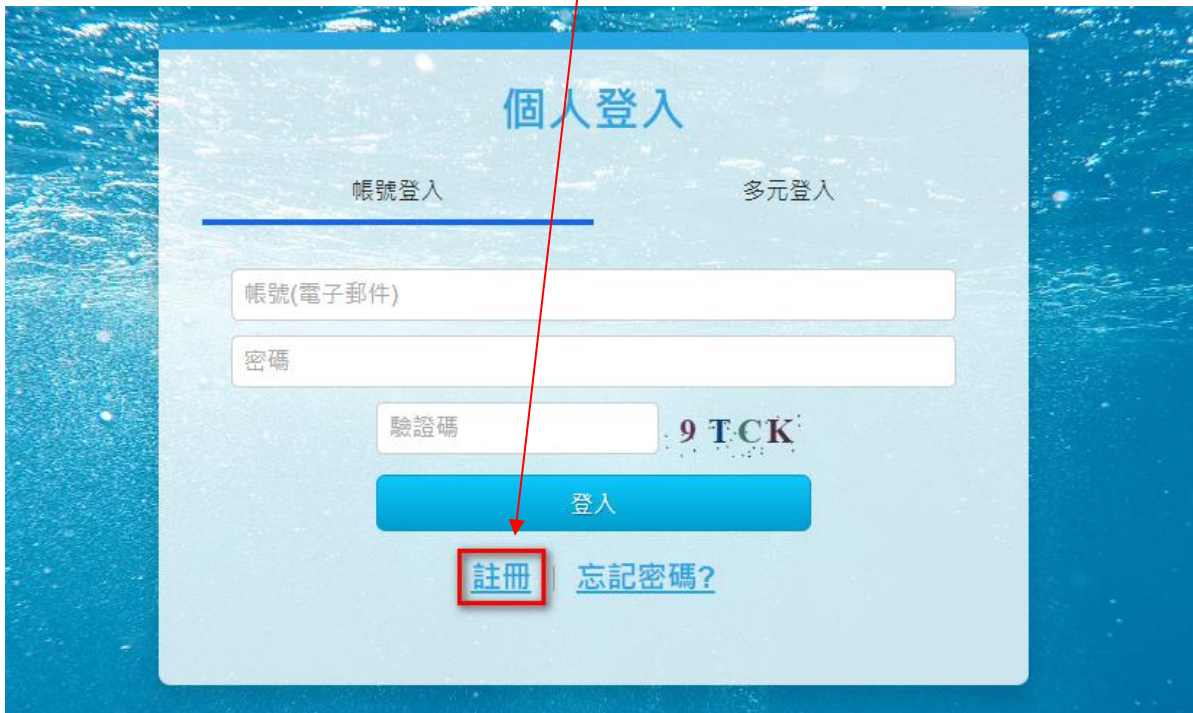 個人登入
帳號登入 多元登入
帳號(電子郵件)
密碼
驗證碼 9 T C K
登入
註冊 | 忘記密碼?